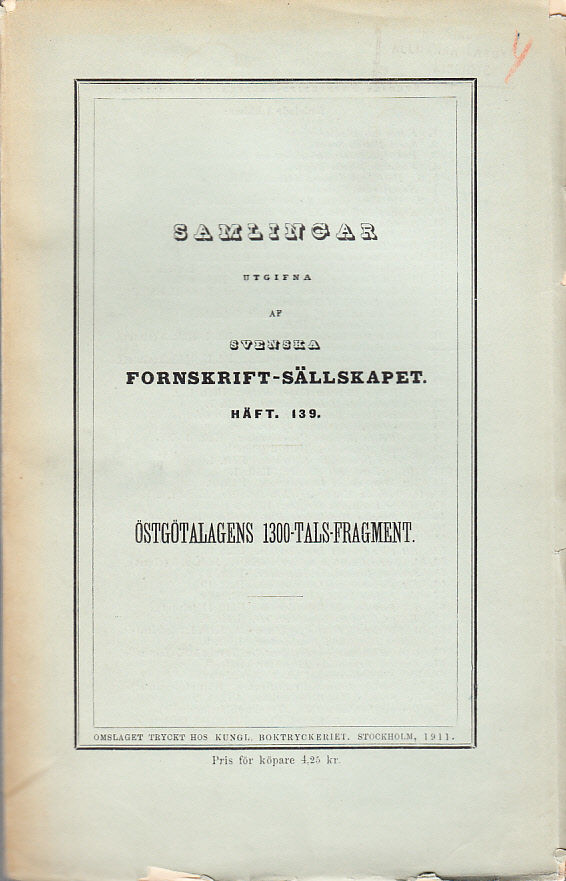 4
SAMLINGAR
UTGIFNA
AF
SVENSKA
FORNSKRIFT-SÄLLSKAPET.
HÄFT. 139.
ÖSTGÖTALAGENS 1300-TALS-FRAGMENT.
OMSLAGET TRYCKT HOS KUNGL. BOKTRYCKERIET. STOCKHOLM, 1911.
Pris för köpare 4,25 kr.